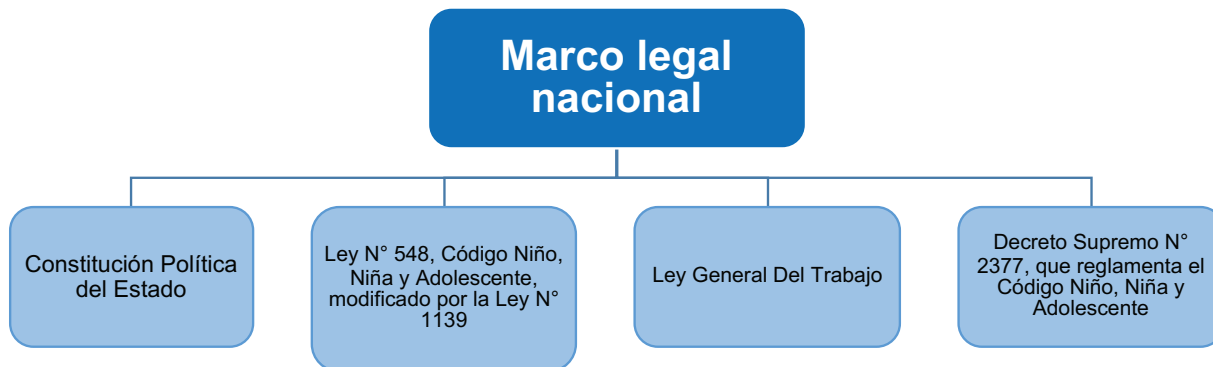 Marco legal
nacional
Constitución Política
del Estado
Ley N° 548, Código Niño,
Niña y Adolescente,
modificado por la Ley N°
1139
Ley General Del Trabajo
Decreto Supremo N°
2377, que reglamenta el
Código Niño, Niña y
Adolescente